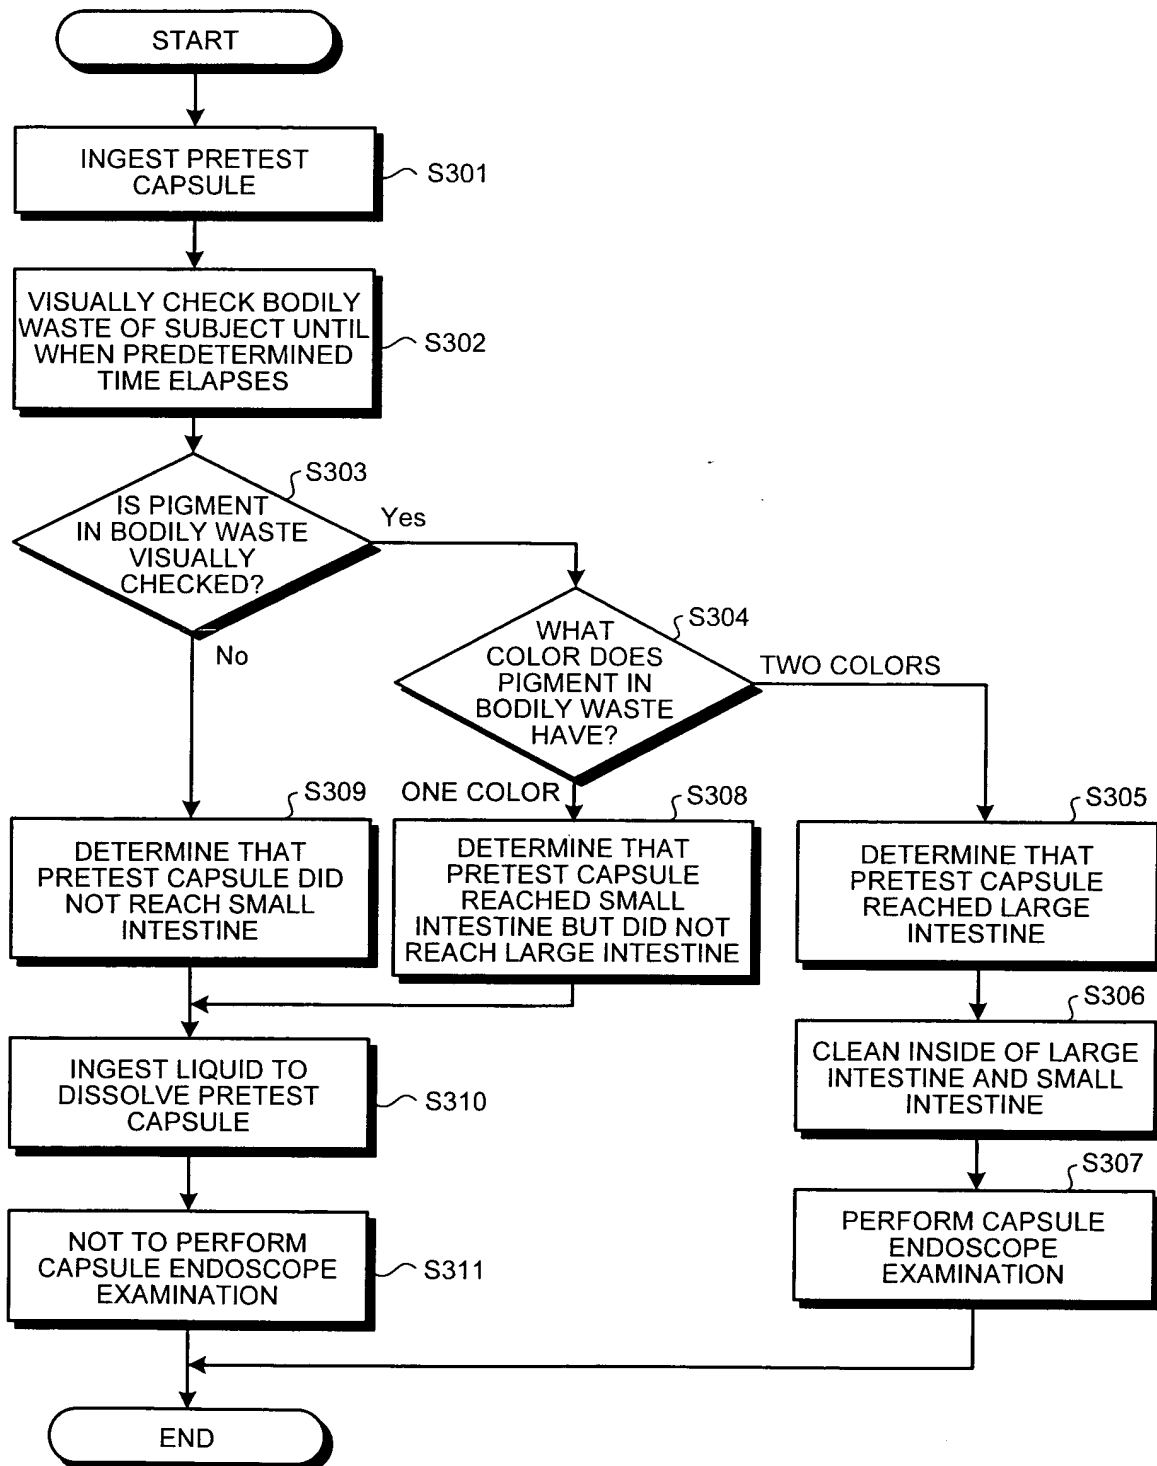 START
INGEST PRETEST
CAPSULE
S301
VISUALLY CHECK BODILY
WASTE OF SUBJECT UNTIL
WHEN PREDETERMINED
TIME ELAPSES
S302
S303
IS PIGMENT
IN BODILY WASTE
VISUALLY
CHECKED?
Yes
No
S304
WHAT
COLOR DOES
PIGMENT IN
BODILY WASTE
HAVE?
TWO COLORS
ONE COLOR
S309
DETERMINE THAT
PRETEST CAPSULE DID
NOT REACH SMALL
INTESTINE
S308
DETERMINE THAT
PRETEST CAPSULE
REACHED SMALL
INTESTINE BUT DID NOT
REACH LARGE INTESTINE
S305
DETERMINE THAT
PRETEST CAPSULE
REACHED LARGE
INTESTINE
S306
CLEAN INSIDE OF LARGE
INTESTINE AND SMALL
INTESTINE
INGEST LIQUID TO
DISSOLVE PRETEST
CAPSULE
S310
S307
PERFORM CAPSULE
ENDOSCOPE
EXAMINATION
NOT TO PERFORM
CAPSULE ENDOSCOPE
EXAMINATION
S311
END